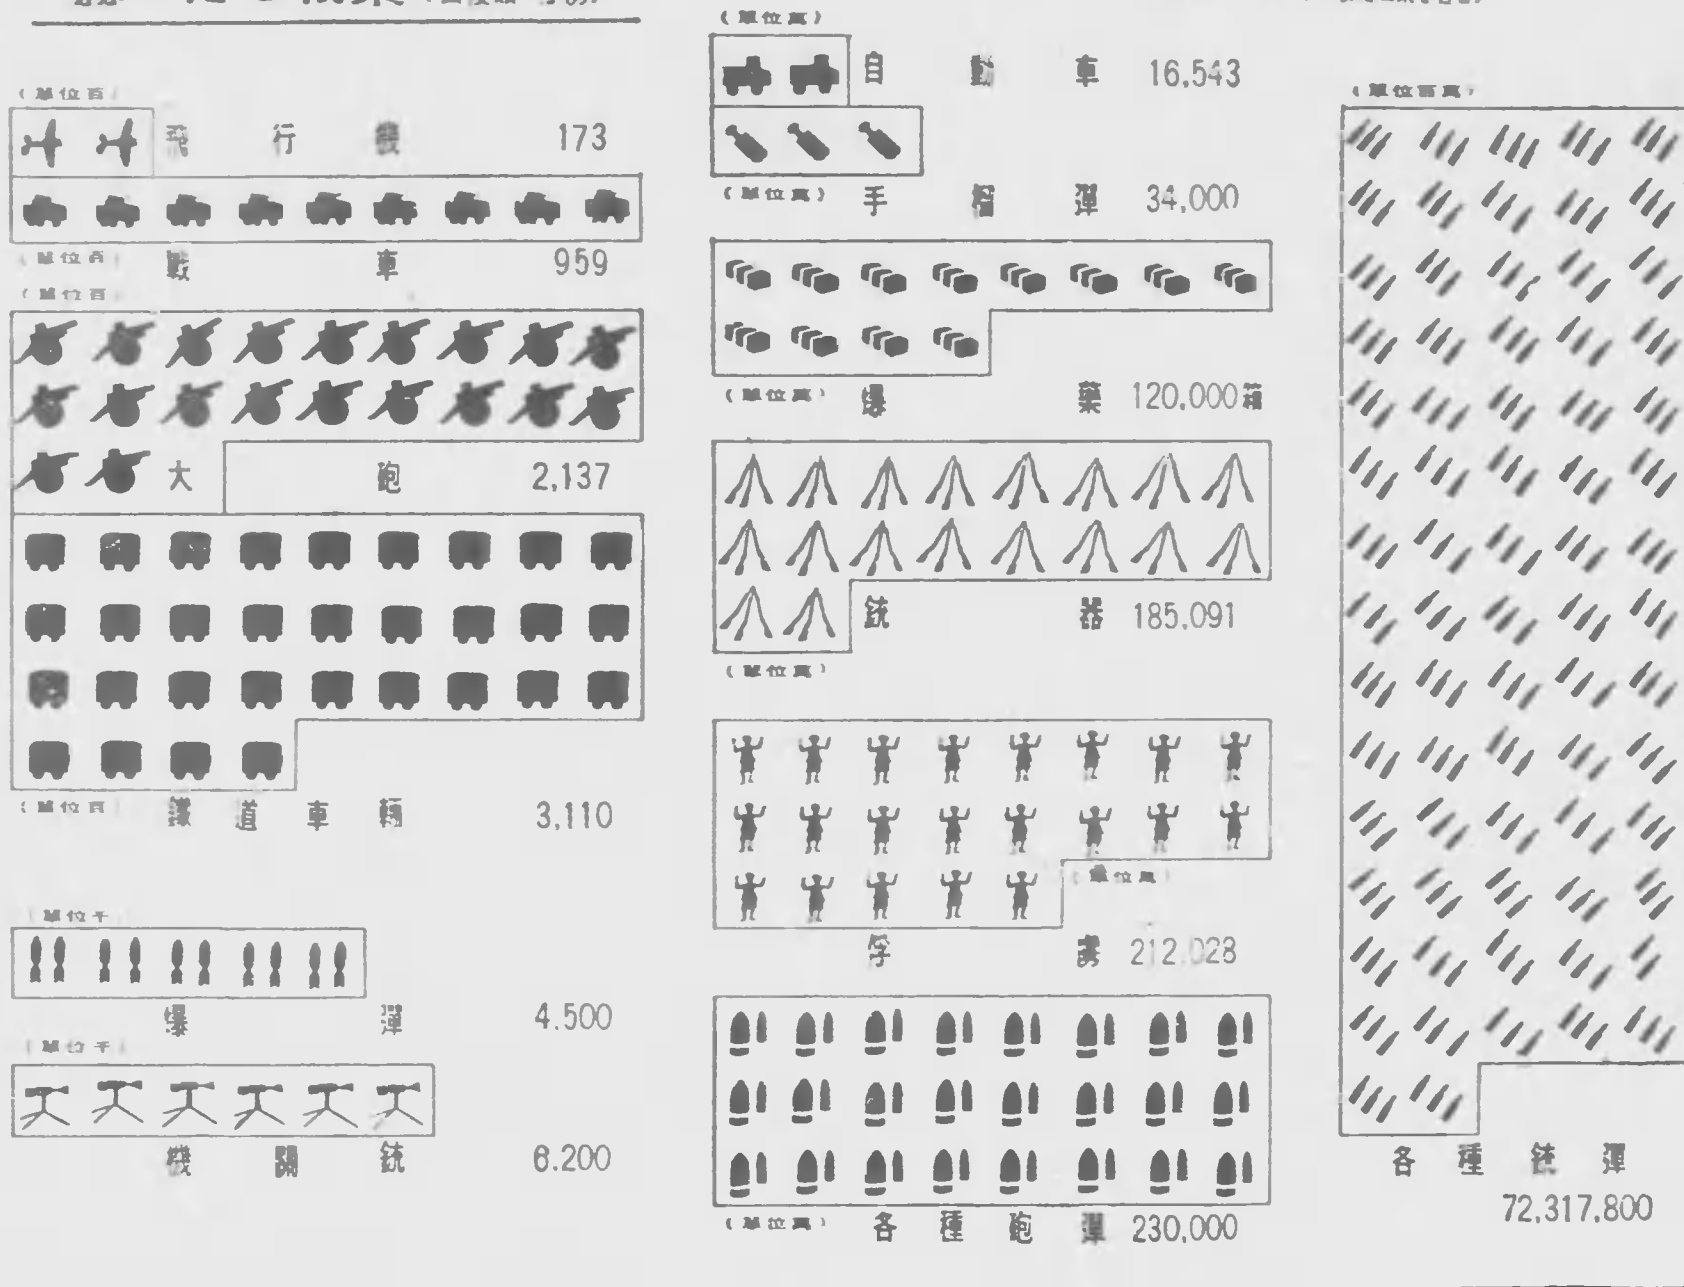 (單位百)
飛行機 173
戰車 959
(單位百)
(單位百)
大砲 2,137
(單位百) 鐵道車輛 3,110
(單位千)
爆彈 4.500
(單位千)
機關銃 6.200
(單位萬)
自動車 16,543
(單位萬) 手榴彈 34,000
(單位萬) 爆藥 120,000箱
銃器 185,091
(單位萬)
(單位萬)
俘虜 212,028
(單位萬) 各種砲彈 230,000
(單位百萬)
各種銃彈
72,317,800